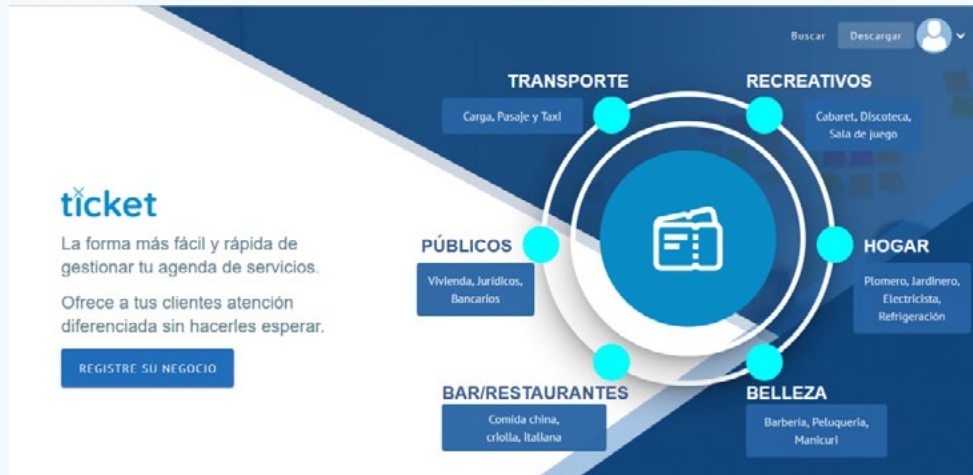 Buscar
Descargar
TRANSPORTE
Carga, Pasaje y Taxi
RECREATIVOS
Cabaret, Discoteca,
Sala de juego
ticket
La forma más fácil y rápida de
gestionar tu agenda de servicios.
Ofrece a tus clientes atención
diferenciada sin hacerles esperar.
REGISTRE SU NEGOCIO
PÚBLICOS
Vivienda, Jurídicos,
Bancarios
HOGAR
Plomero, Jardinero,
Electricista,
Refrigeración
BAR/RESTAURANTES
Comida china,
criolla, italiana
BELLEZA
Barbería, Peluquería,
Manicuri